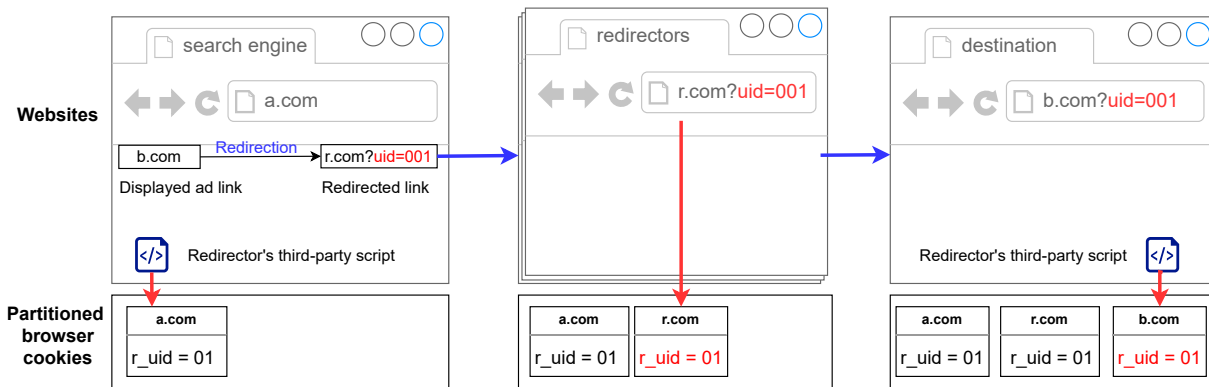 search engine
redirectors
destination
a.com
r.com?uid=001
b.com?uid=001
Websites
b.com
Redirection
r.com?uid=001
Displayed ad link
Redirected link
</>
Redirector's third-party script
Redirector's third-party script
</>
Partitioned
browser
cookies
a.com
r_uid = 01
a.com
r_uid = 01
r.com
r_uid = 01
a.com
r_uid = 01
r.com
r_uid = 01
b.com
r_uid = 01